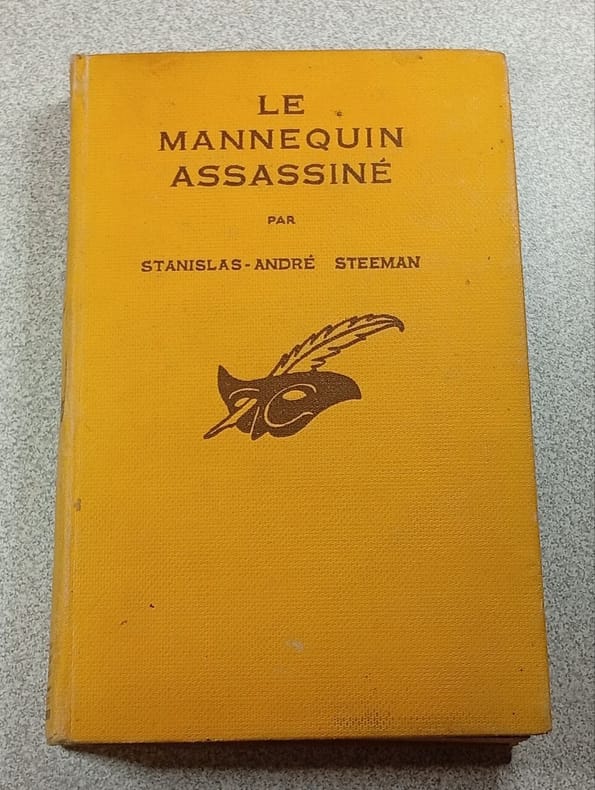 LE
MANNEQUIN
ASSASSINÉ
PAR
STANISLAS-ANDRÉ STEEMAN